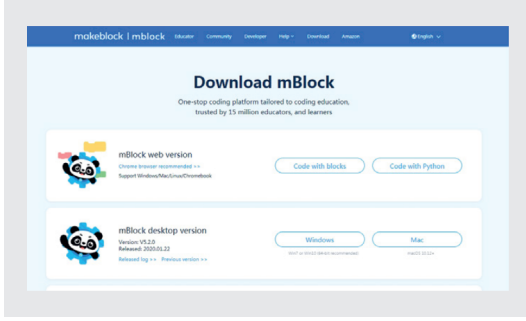 makeblock | mblock Educator Community Developer Help Download Amazon English
Download mBlock
One-stop coding platform tailored to coding education,
trusted by 15 million educators, and learners
mBlock web version
Chrome browser recommended >>
Support Windows/Mac/Linux/Chromebook
Code with blocks
Code with Python
mBlock desktop version
Version: V5.2.0
Released: 2020.01.22
Released log >> Previous version >>
Windows
Mac